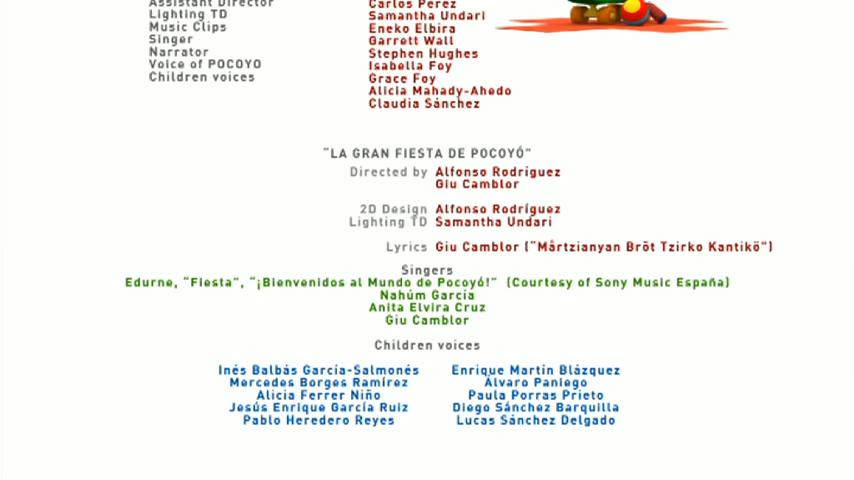 Assistant Director
Lighting TD
Music Clips
Singer
Narrator
Voice of POCOYO
Children voices
Carlos Pérez
Samantha Undari
Eneko Elbira
Garrett Wall
Stephen Hughes
Isabella Foy
Grace Foy
Alicia Mahady-Ahedo
Claudia Sánchez
“LA GRAN FIESTA DE POCOYÓ”
Directed by Alfonso Rodríguez
Giu Camblor
2D Design Alfonso Rodríguez
Lighting TD Samantha Undari
Lyrics Giu Camblor (“Mårtzianyan Bröt Tzirko Kantikö”)
Singers
Edurne, “Fiesta”, “¡Bienvenidos al Mundo de Pocoyó!” (Courtesy of Sony Music España)
Nahúm García
Anita Elvira Cruz
Giu Camblor
Children voices
Inés Balbás García-Salmonés Enrique Martín Blázquez
Mercedes Borges Ramírez Álvaro Paniego
Alicia Ferrer Niño Paula Porras Prieto
Jesús Enrique García Ruiz Diego Sánchez Barquilla
Pablo Heredero Reyes Lucas Sánchez Delgado